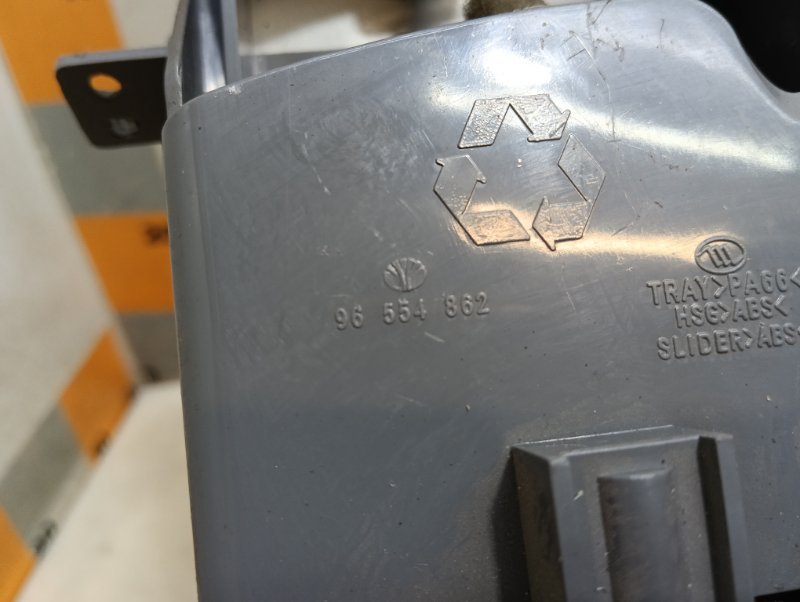 96 554 862
TRAY>PA66<
HSG>ABS<
SLIDER>ABS<